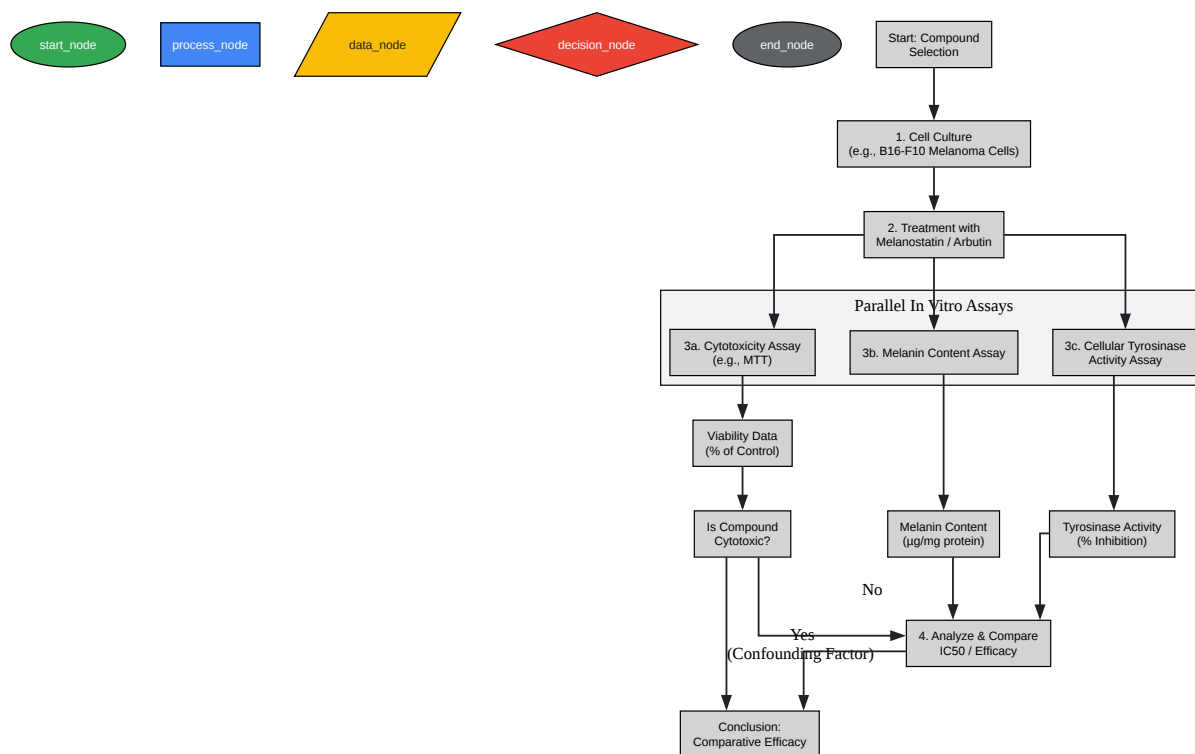 start_node
process_node
data_node
decision_node
end_node
Start: Compound
Selection
1. Cell Culture
(e.g., B16-F10 Melanoma Cells)
2. Treatment with
Melanostatin / Arbutin
Parallel In Vitro Assays
3a. Cytotoxicity Assay
(e.g., MTT)
3b. Melanin Content Assay
3c. Cellular Tyrosinase
Activity Assay
Viability Data
(% of Control)
Is Compound
Cytotoxic?
Melanin Content
(µg/mg protein)
Tyrosinase Activity
(% Inhibition)
No
Yes
(Confounding Factor)
4. Analyze & Compare
IC50 / Efficacy
Conclusion:
Comparative Efficacy